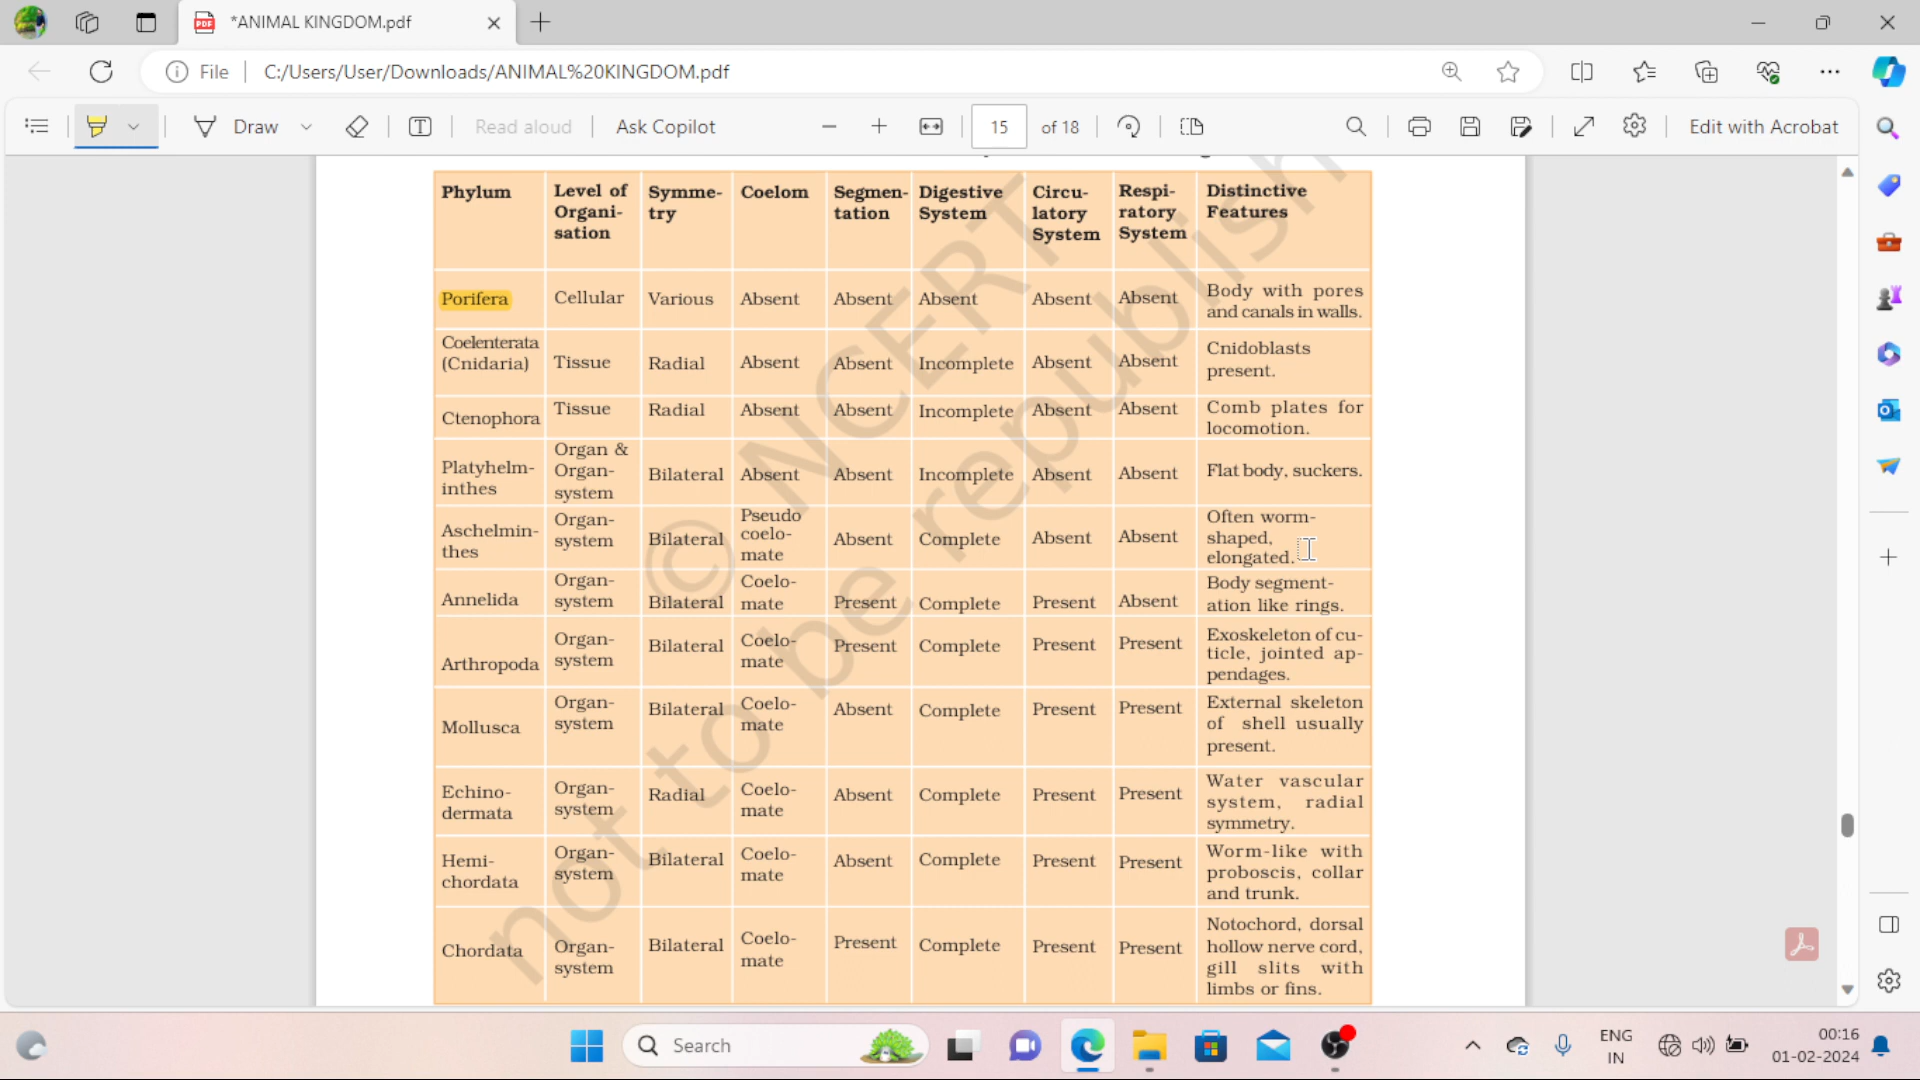 *ANIMAL KINGDOM.pdf
File
C:/Users/User/Downloads/ANIMAL%20KINGDOM.pdf
Draw
Read aloud
Ask Copilot
15
of 18
Edit with Acrobat
Phylum
Level of
Organi-
sation
Symme-
try
Coelom
Segmen-
tation
Digestive
System
Circu-
latory
System
Respi-
ratory
System
Distinctive
Features
Porifera
Cellular
Various
Absent
Absent
Absent
Absent
Absent
Body with pores
and canals in walls.
Coelenterata
(Cnidaria)
Tissue
Radial
Absent
Absent
Incomplete
Absent
Absent
Cnidoblasts
present.
Ctenophora
Tissue
Radial
Absent
Absent
Incomplete
Absent
Absent
Comb plates for
locomotion.
Platyhelm-
inthes
Organ &
Organ-
system
Bilateral
Absent
Absent
Incomplete
Absent
Absent
Flat body, suckers.
Aschelmin-
thes
Organ-
system
Bilateral
Pseudo
coelo-
mate
Absent
Complete
Absent
Absent
Often worm-
shaped,
elongated.
Annelida
Organ-
system
Bilateral
Coelo-
mate
Present
Complete
Present
Absent
Body segment-
ation like rings.
Arthropoda
Organ-
system
Bilateral
Coelo-
mate
Present
Complete
Present
Present
Exoskeleton of cu-
ticle, jointed ap-
pendages.
Mollusca
Organ-
system
Bilateral
Coelo-
mate
Absent
Complete
Present
Present
External skeleton
of shell usually
present.
Echino-
dermata
Organ-
system
Radial
Coelo-
mate
Absent
Complete
Present
Present
Water vascular
system, radial
symmetry.
Hemi-
chordata
Organ-
system
Bilateral
Coelo-
mate
Absent
Complete
Present
Present
Worm-like with
proboscis, collar
and trunk.
Chordata
Organ-
system
Bilateral
Coelo-
mate
Present
Complete
Present
Present
Notochord, dorsal
hollow nerve cord,
gill slits with
limbs or fins.
© NCERT
not to be republish
Search
ENG
IN
00:16
01-02-2024